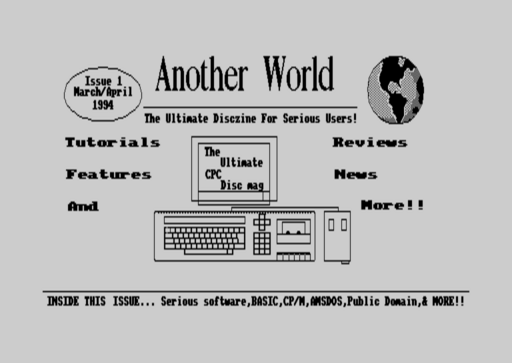 Another World
Issue 1
March/April
1994
The Ultimate Disczine For Serious Users!
Tutorials
Reviews
The
Ultimate
CPC
Disc mag
Features
News
And
More!!
INSIDE THIS ISSUE... Serious software,BASIC,CP/M,AMSDOS,Public Domain,& MORE!!